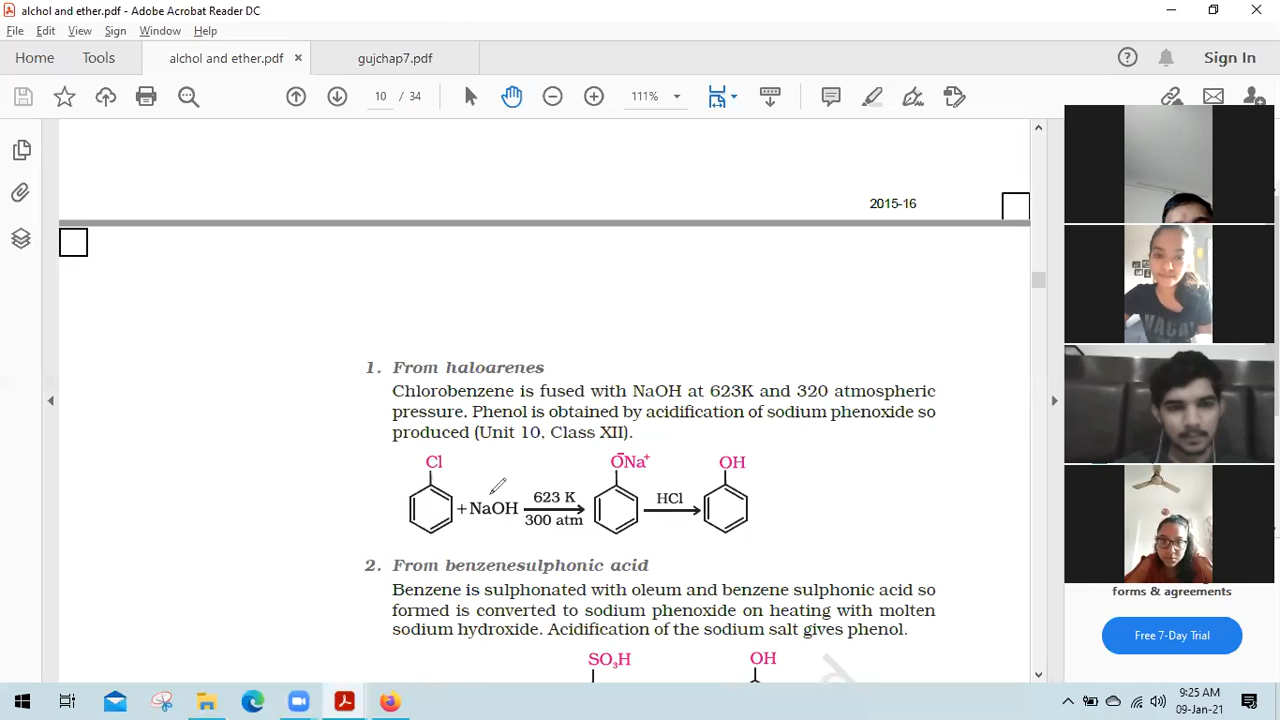 alchol and ether.pdf - Adobe Acrobat Reader DC
File Edit View Sign Window Help
Home Tools alchol and ether.pdf × gujchap7.pdf Sign In
10 / 34 111%
2015-16
1. From haloarenes
Chlorobenzene is fused with NaOH at 623K and 320 atmospheric
pressure. Phenol is obtained by acidification of sodium phenoxide so
produced (Unit 10, Class XII).
Cl ŌNa⁺ OH
+ NaOH 623 K HCl
300 atm
2. From benzenesulphonic acid
Benzene is sulphonated with oleum and benzene sulphonic acid so
formed is converted to sodium phenoxide on heating with molten
sodium hydroxide. Acidification of the sodium salt gives phenol.
SO₃H OH
forms & agreements
Free 7-Day Trial
9:25 AM
09-Jan-21